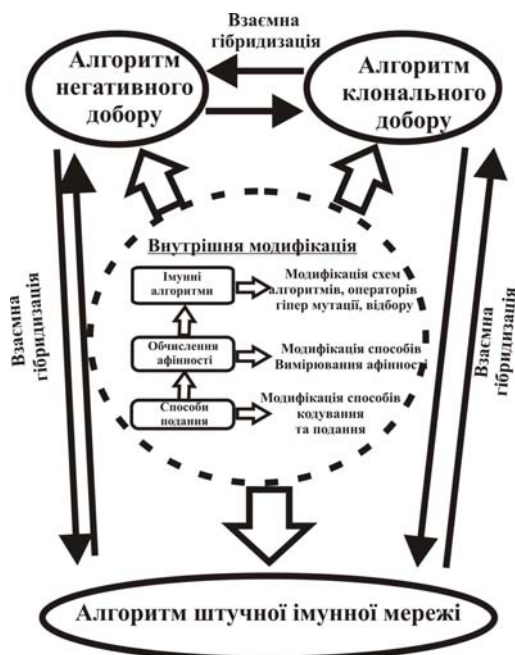 Взаємна
гібридизація
Алгоритм
негативного
добору
Алгоритм
клонального
добору
Внутрішня модифікація
Імунні
алгоритми
Модифікація схем
алгоритмів, операторів
гіпер мутації, відбору
Обчислення
афінності
Модифікація способів
Вимірювання афінності
Способи
подання
Модифікація способів
кодування
та подання
Взаємна
гібридизація
Взаємна
гібридизація
Алгоритм штучної імунної мережі